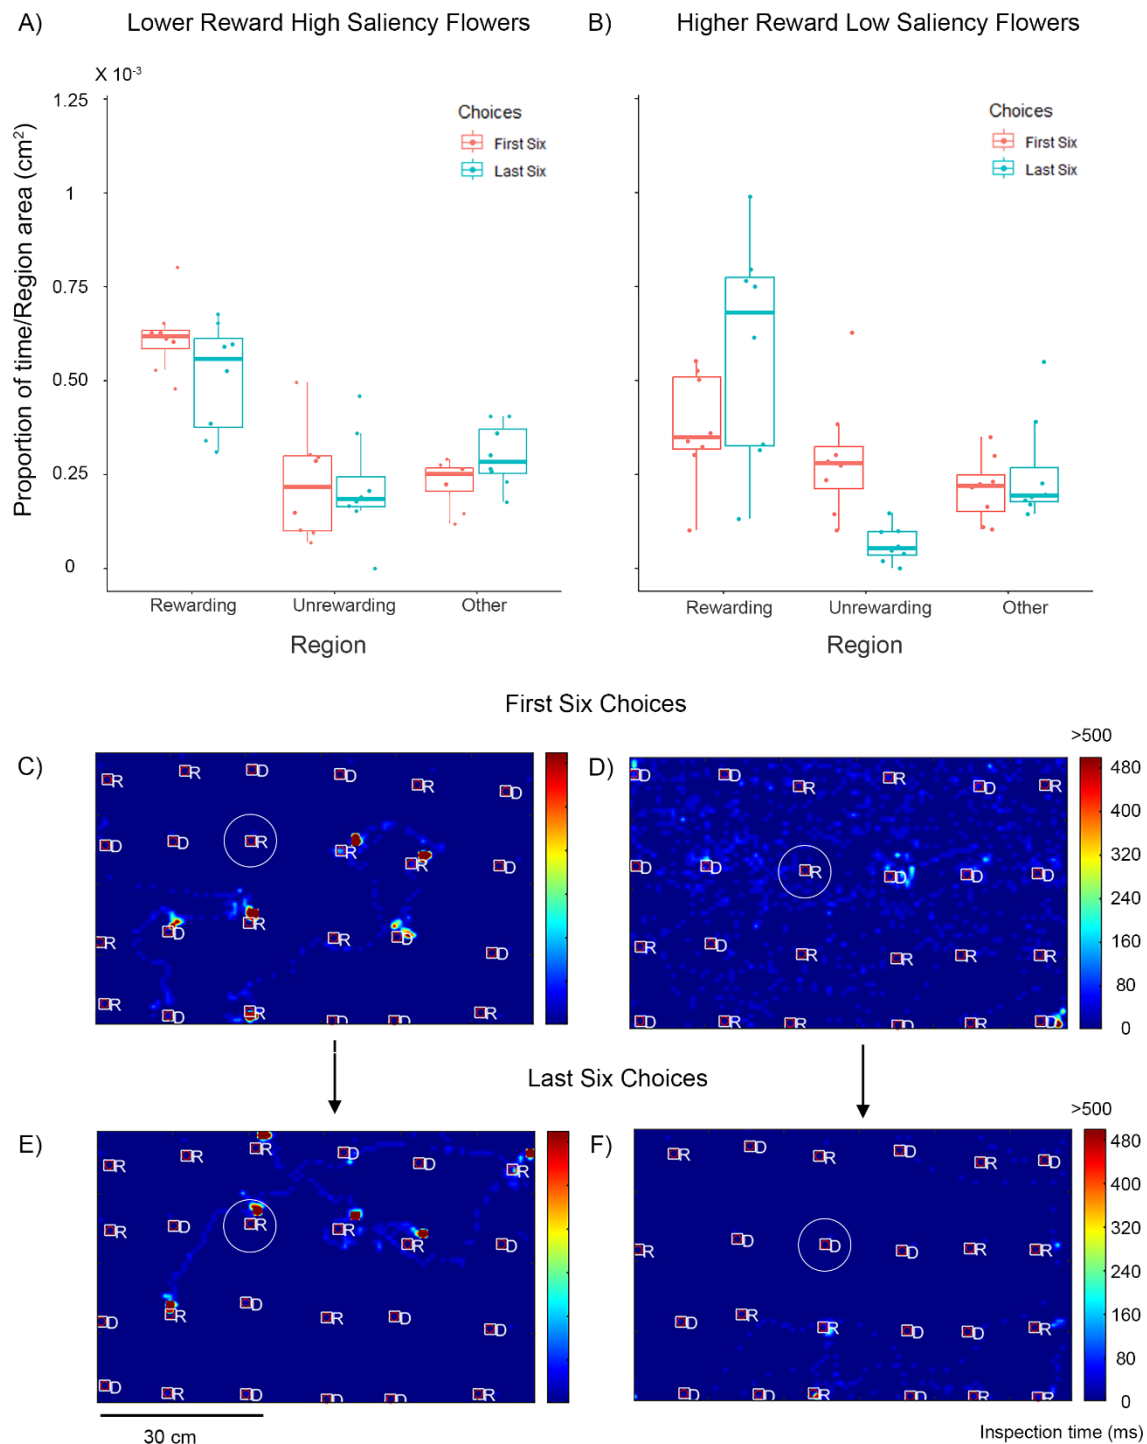 A) Lower Reward High Saliency Flowers B) Higher Reward Low Saliency Flowers
X 10-3
1.25
Choices Choices
First Six First Six
Last Six Last Six
1
0.75
0.50
0.25
0
Proportion of time/Region area (cm2)
Rewarding Unrewarding Other Rewarding Unrewarding Other
Region Region
First Six Choices
>500
C) D)
R R D D R D
D D R R R D
R D R R D D
R D R D D R
D D R R D R
D D R D D D
R D R R R R
D R R D R D
480
400
320
240
160
80
0
Last Six Choices
>500
E) F)
R R R D D R
R D R R R D
D R D R D D
D R D D D R
R D R D R D
R D D D R R
D R R D D R
D D R D R R
480
400
320
240
160
80
0
30 cm
Inspection time (ms)